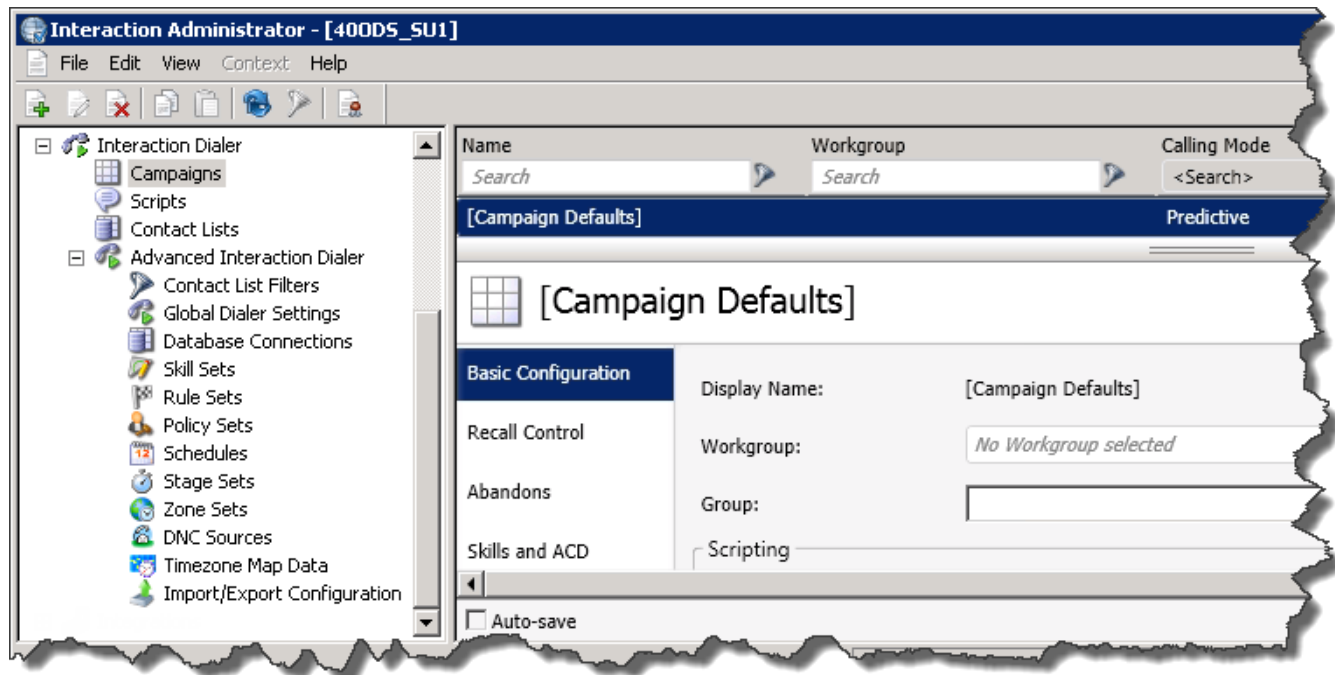 Interaction Administrator - [400DS_SU1]
File Edit View Context Help
Interaction Dialer
Campaigns
Scripts
Contact Lists
Advanced Interaction Dialer
Contact List Filters
Global Dialer Settings
Database Connections
Skill Sets
Rule Sets
Policy Sets
12 Schedules
Stage Sets
Zone Sets
DNC Sources
Timezone Map Data
Import/Export Configuration
Name Workgroup Calling Mode
Search Search <Search>
[Campaign Defaults] Predictive
[Campaign Defaults]
Basic Configuration
Recall Control
Abandons
Skills and ACD
Display Name: [Campaign Defaults]
Workgroup: No Workgroup selected
Group:
Scripting
Auto-save